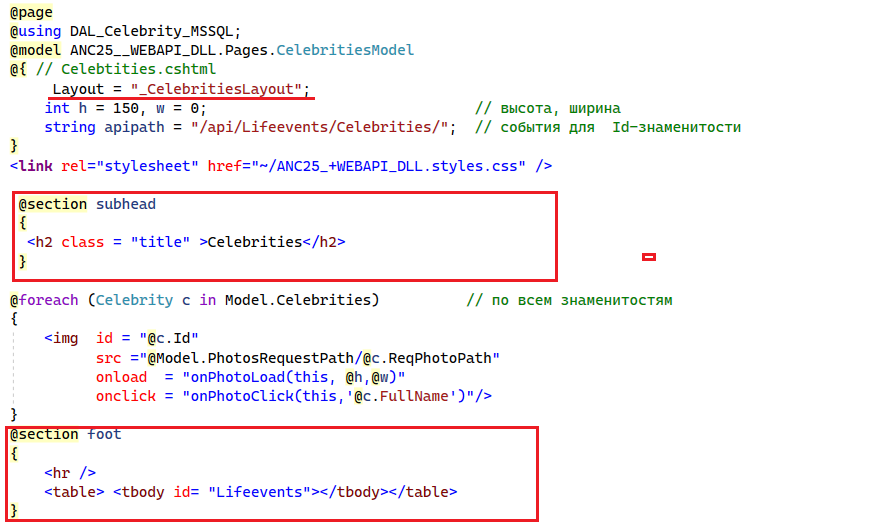 @page
@using DAL_Celebrity_MSSQL;
@model ANC25__WEBAPI_DLL.Pages.CelebritiesModel
@{ // Celebtities.cshtml
Layout = "_CelebritiesLayout";
int h = 150, w = 0; // высота, ширина
string apipath = "/api/Lifeevents/Celebrities/"; // события для Id-знаменитости
}
<link rel="stylesheet" href="~/ANC25_+WEBAPI_DLL.styles.css" />
@section subhead
{
<h2 class = "title" >Celebrities</h2>
}
@foreach (Celebrity c in Model.Celebrities) // по всем знаменитостям
{
<img id = "@c.Id"
src ="@Model.PhotosRequestPath/@c.ReqPhotoPath"
onload = "onPhotoLoad(this, @h,@w)"
onclick = "onPhotoClick(this,'@c.FullName')"/>
}
@section foot
{
<hr />
<table> <tbody id= "Lifeevents"></tbody></table>
}